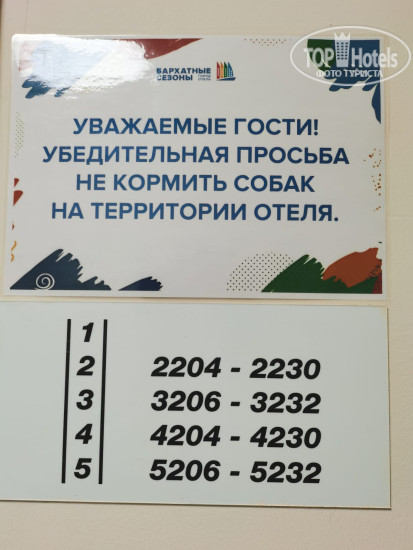 TOP Hotels
ФОТО ТУРИСТА
БАРХАТНЫЕ
СЕЗОНЫ
УВАЖАЕМЫЕ ГОСТИ!
УБЕДИТЕЛЬНАЯ ПРОСЬБА
НЕ КОРМИТЬ СОБАК
НА ТЕРРИТОРИИ ОТЕЛЯ.
1
2 2204 - 2230
3 3206 - 3232
4 4204 - 4230
5 5206 - 5232